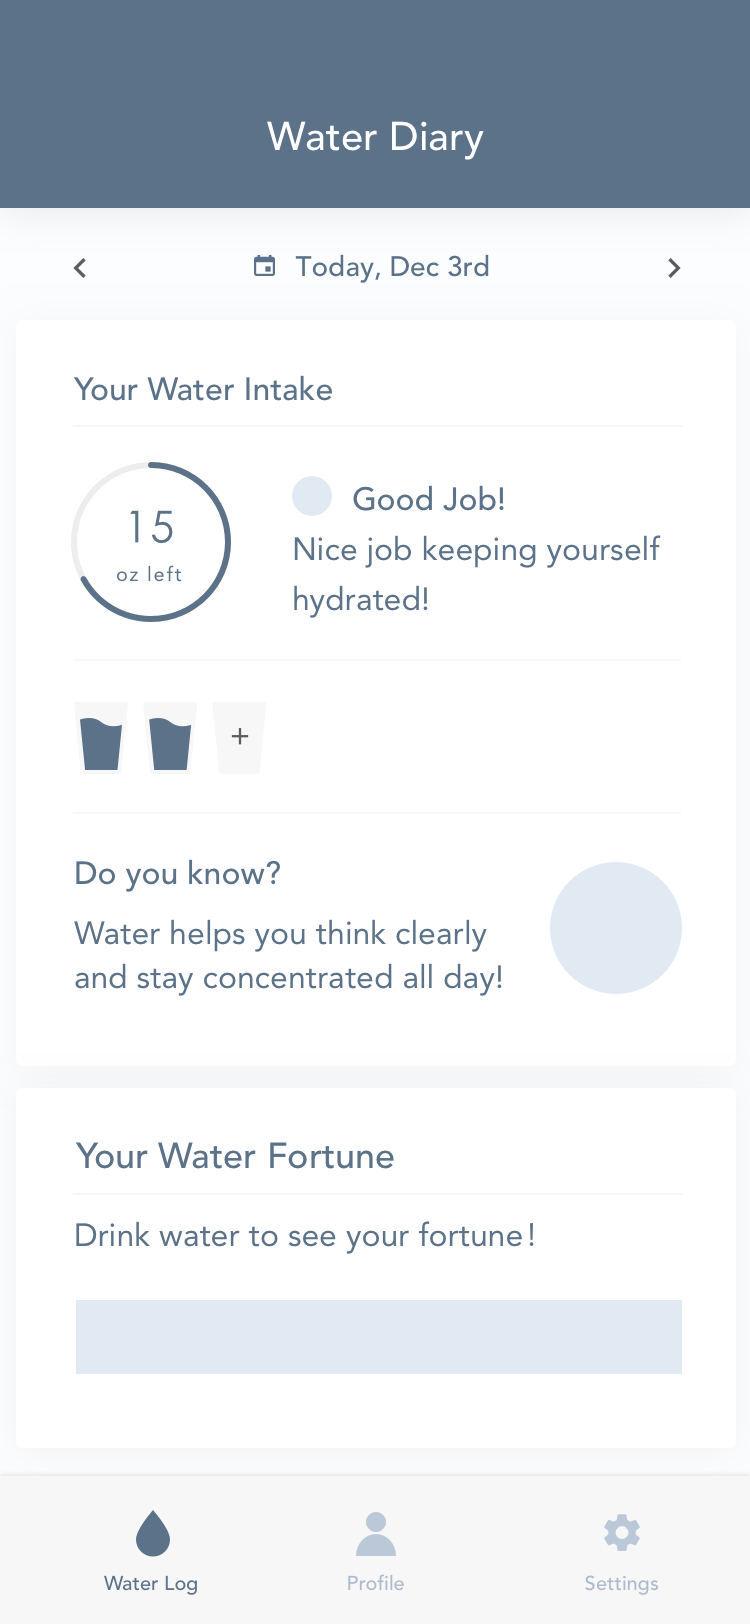 Water Diary
Today, Dec 3rd
Your Water Intake
15
oz left
Good Job!
Nice job keeping yourself
hydrated!
+
Do you know?
Water helps you think clearly
and stay concentrated all day!
Your Water Fortune
Drink water to see your fortune!
Water Log
Profile
Settings